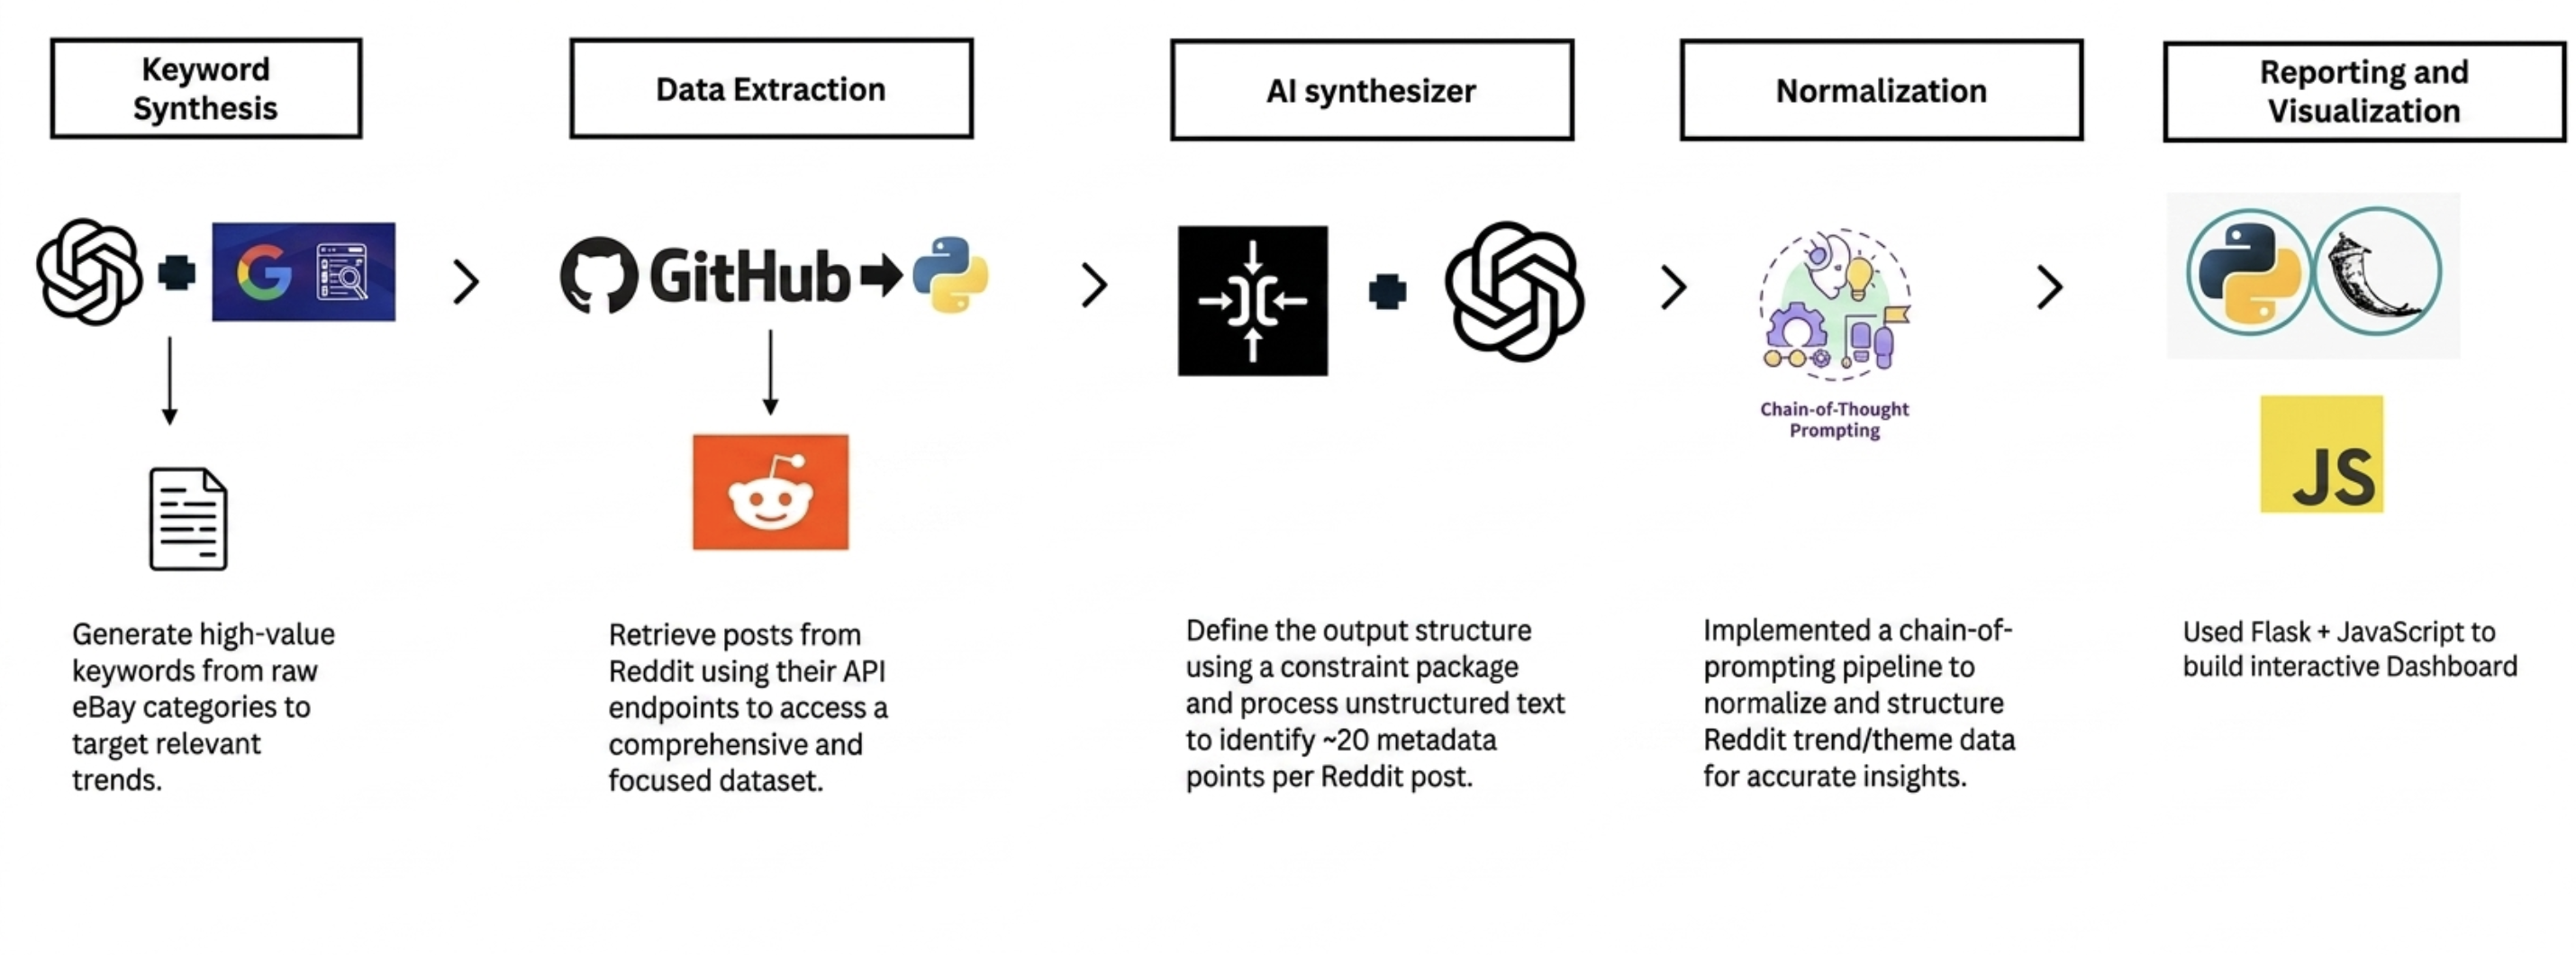 Keyword
Synthesis
Data Extraction
AI synthesizer
Normalization
Reporting and
Visualization
G
GitHub
Chain-of-Thought
Prompting
JS
Generate high-value
keywords from raw
eBay categories to
target relevant
trends.
Retrieve posts from
Reddit using their API
endpoints to access a
comprehensive and
focused dataset.
Define the output structure
using a constraint package
and process unstructured text
to identify ~20 metadata
points per Reddit post.
Implemented a chain-of-
prompting pipeline to
normalize and structure
Reddit trend/theme data
for accurate insights.
Used Flask + JavaScript to
build interactive Dashboard